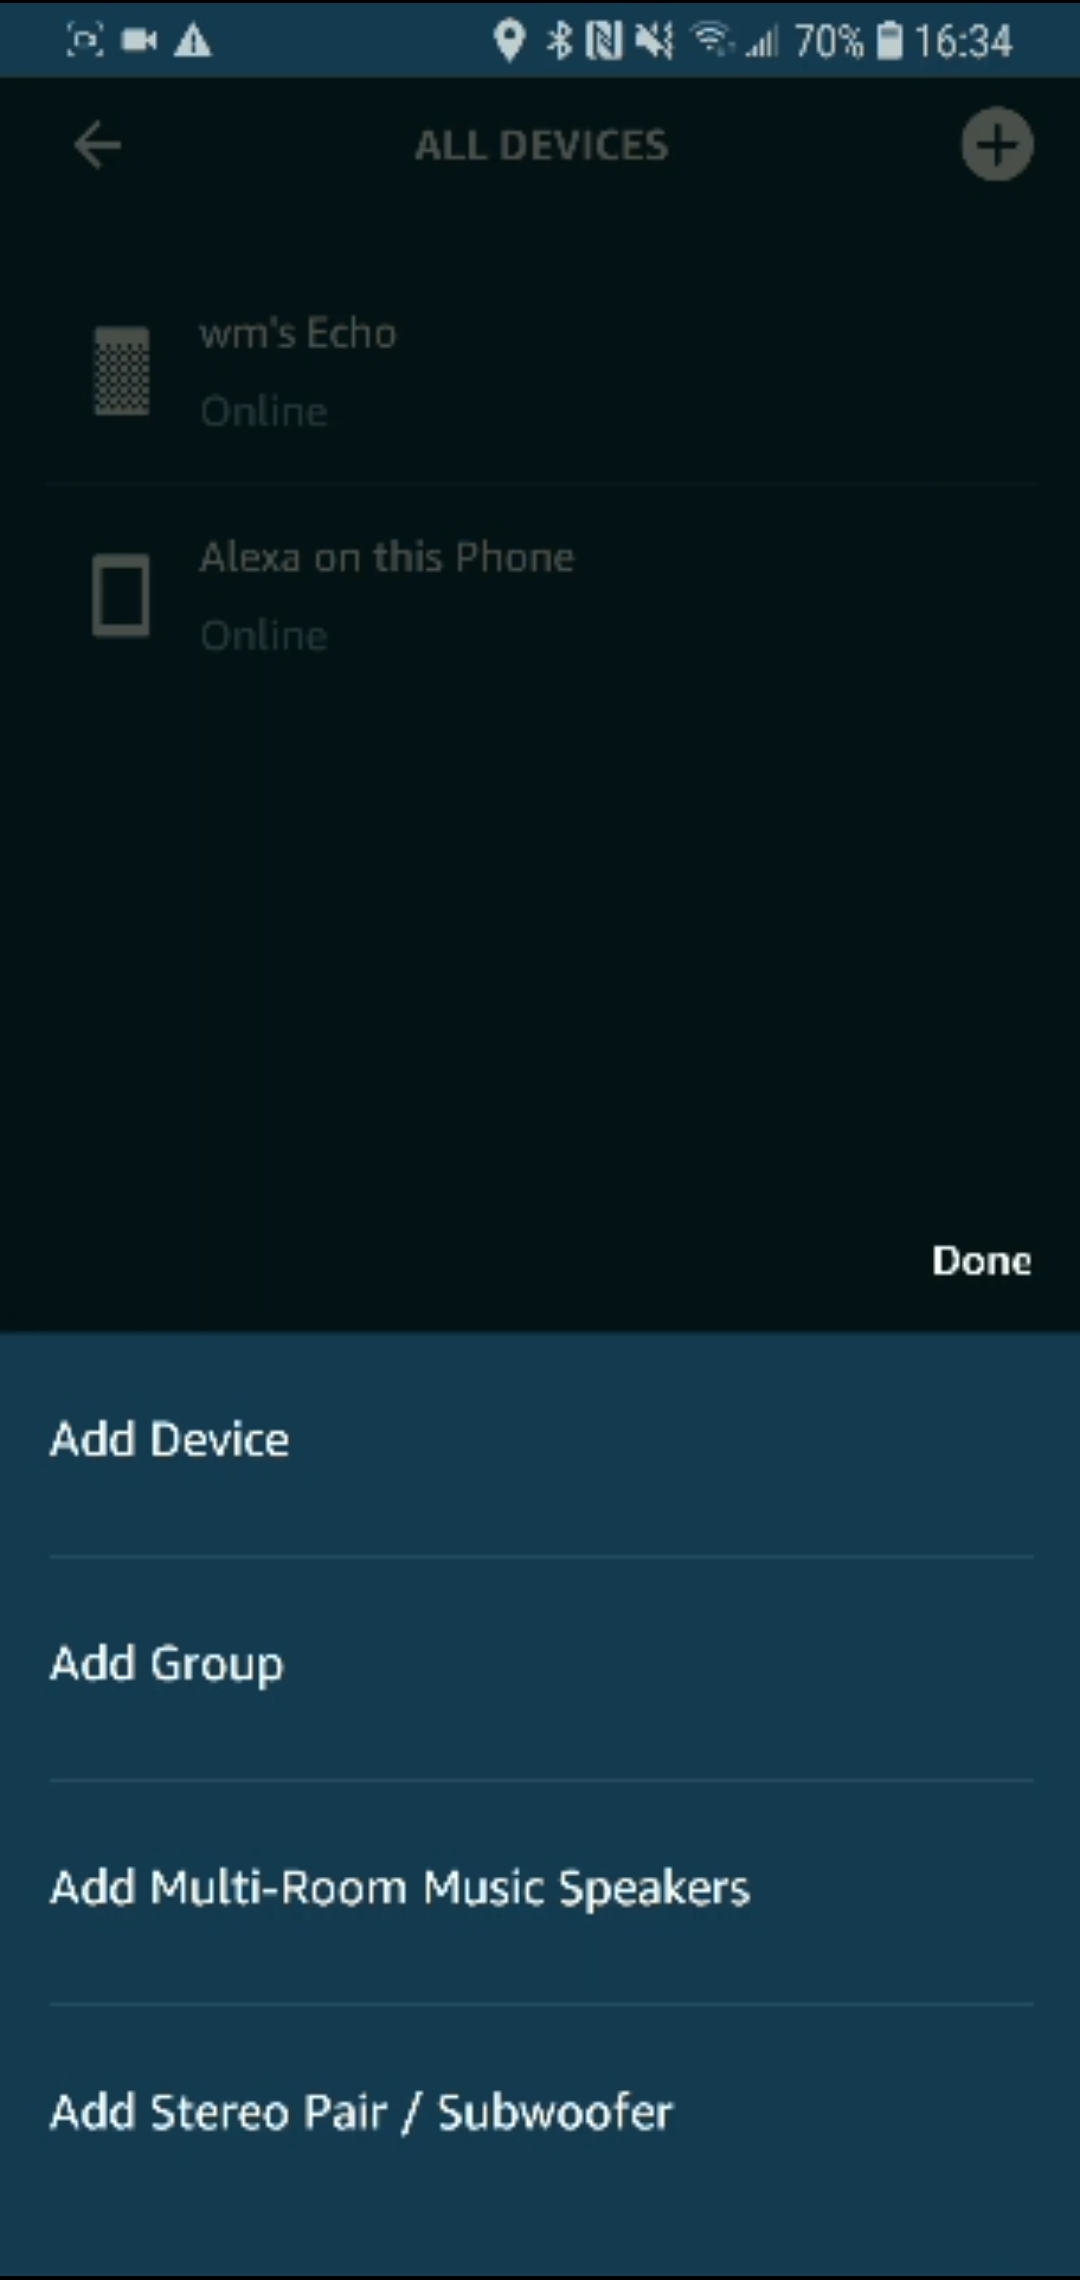 70% 16:34
ALL DEVICES
wm's Echo
Online
Alexa on this Phone
Online
Done
Add Device
Add Group
Add Multi-Room Music Speakers
Add Stereo Pair / Subwoofer